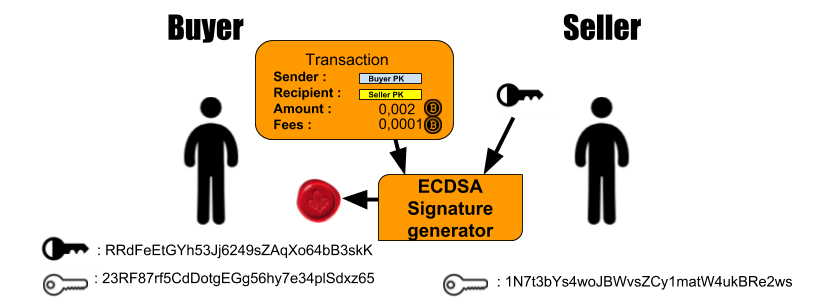 Buyer
Seller
Transaction
Sender : Buyer PK
Recipient : Seller PK
Amount : 0,002
Fees : 0,0001
ECDSA
Signature
generator
: RRdFeEtGYh53Jj6249sZAqXo64bB3skK
: 23RF87rf5CdDotgEGg56hy7e34plSdxz65
: 1N7t3bYs4woJBWvsZCy1matW4ukBRe2ws